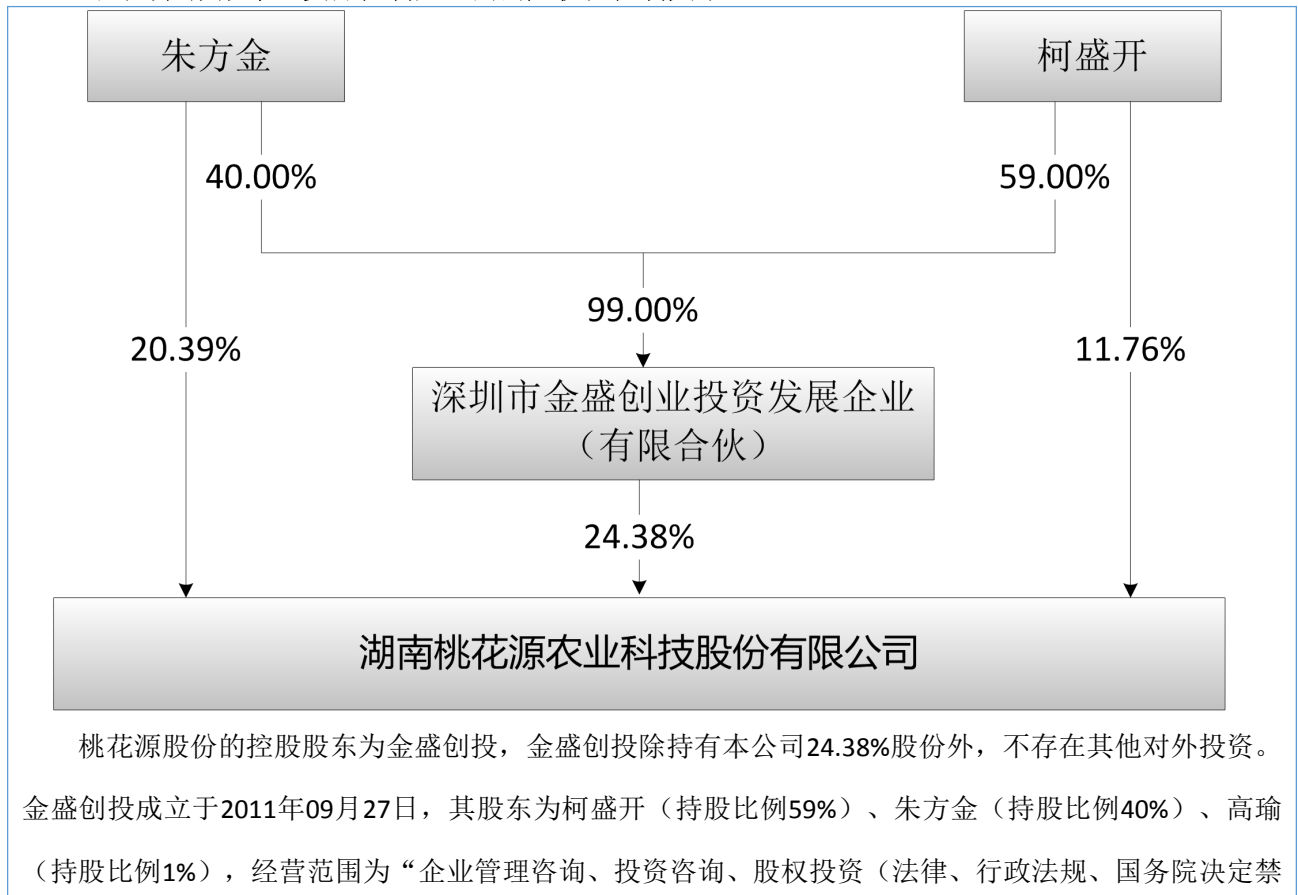 朱方金
柯盛开
40.00%
59.00%
99.00%
20.39%
11.76%
深圳市金盛创业投资发展企业
（有限合伙）
24.38%
湖南桃花源农业科技股份有限公司
桃花源股份的控股股东为金盛创投，金盛创投除持有本公司24.38%股份外，不存在其他对外投资。
金盛创投成立于2011年09月27日，其股东为柯盛开（持股比例59%）、朱方金（持股比例40%）、高瑜
（持股比例1%），经营范围为“企业管理咨询、投资咨询、股权投资（法律、行政法规、国务院决定禁